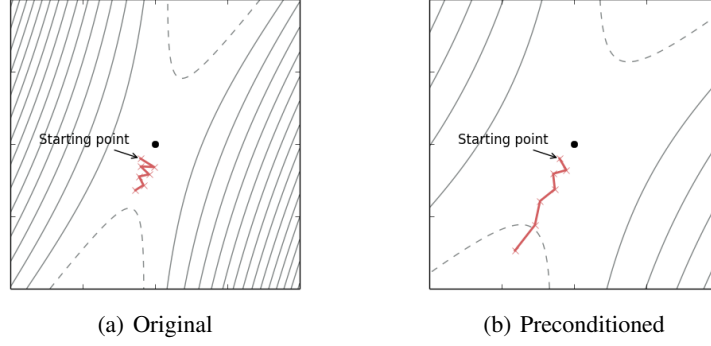 Starting point
Starting point
(a) Original
(b) Preconditioned